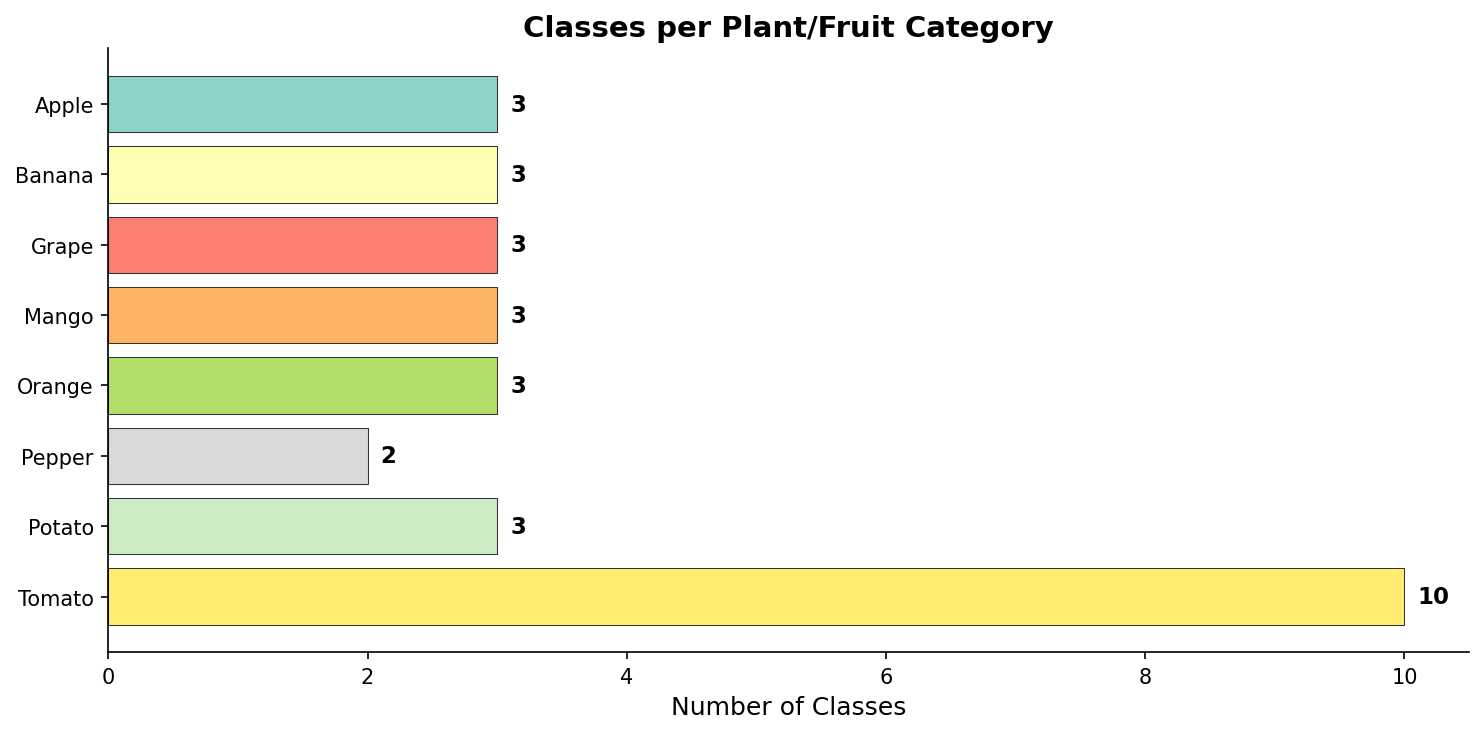 Classes per Plant/Fruit Category
Apple 3
Banana 3
Grape 3
Mango 3
Orange 3
Pepper 2
Potato 3
Tomato 10
0 2 4 6 8 10
Number of Classes